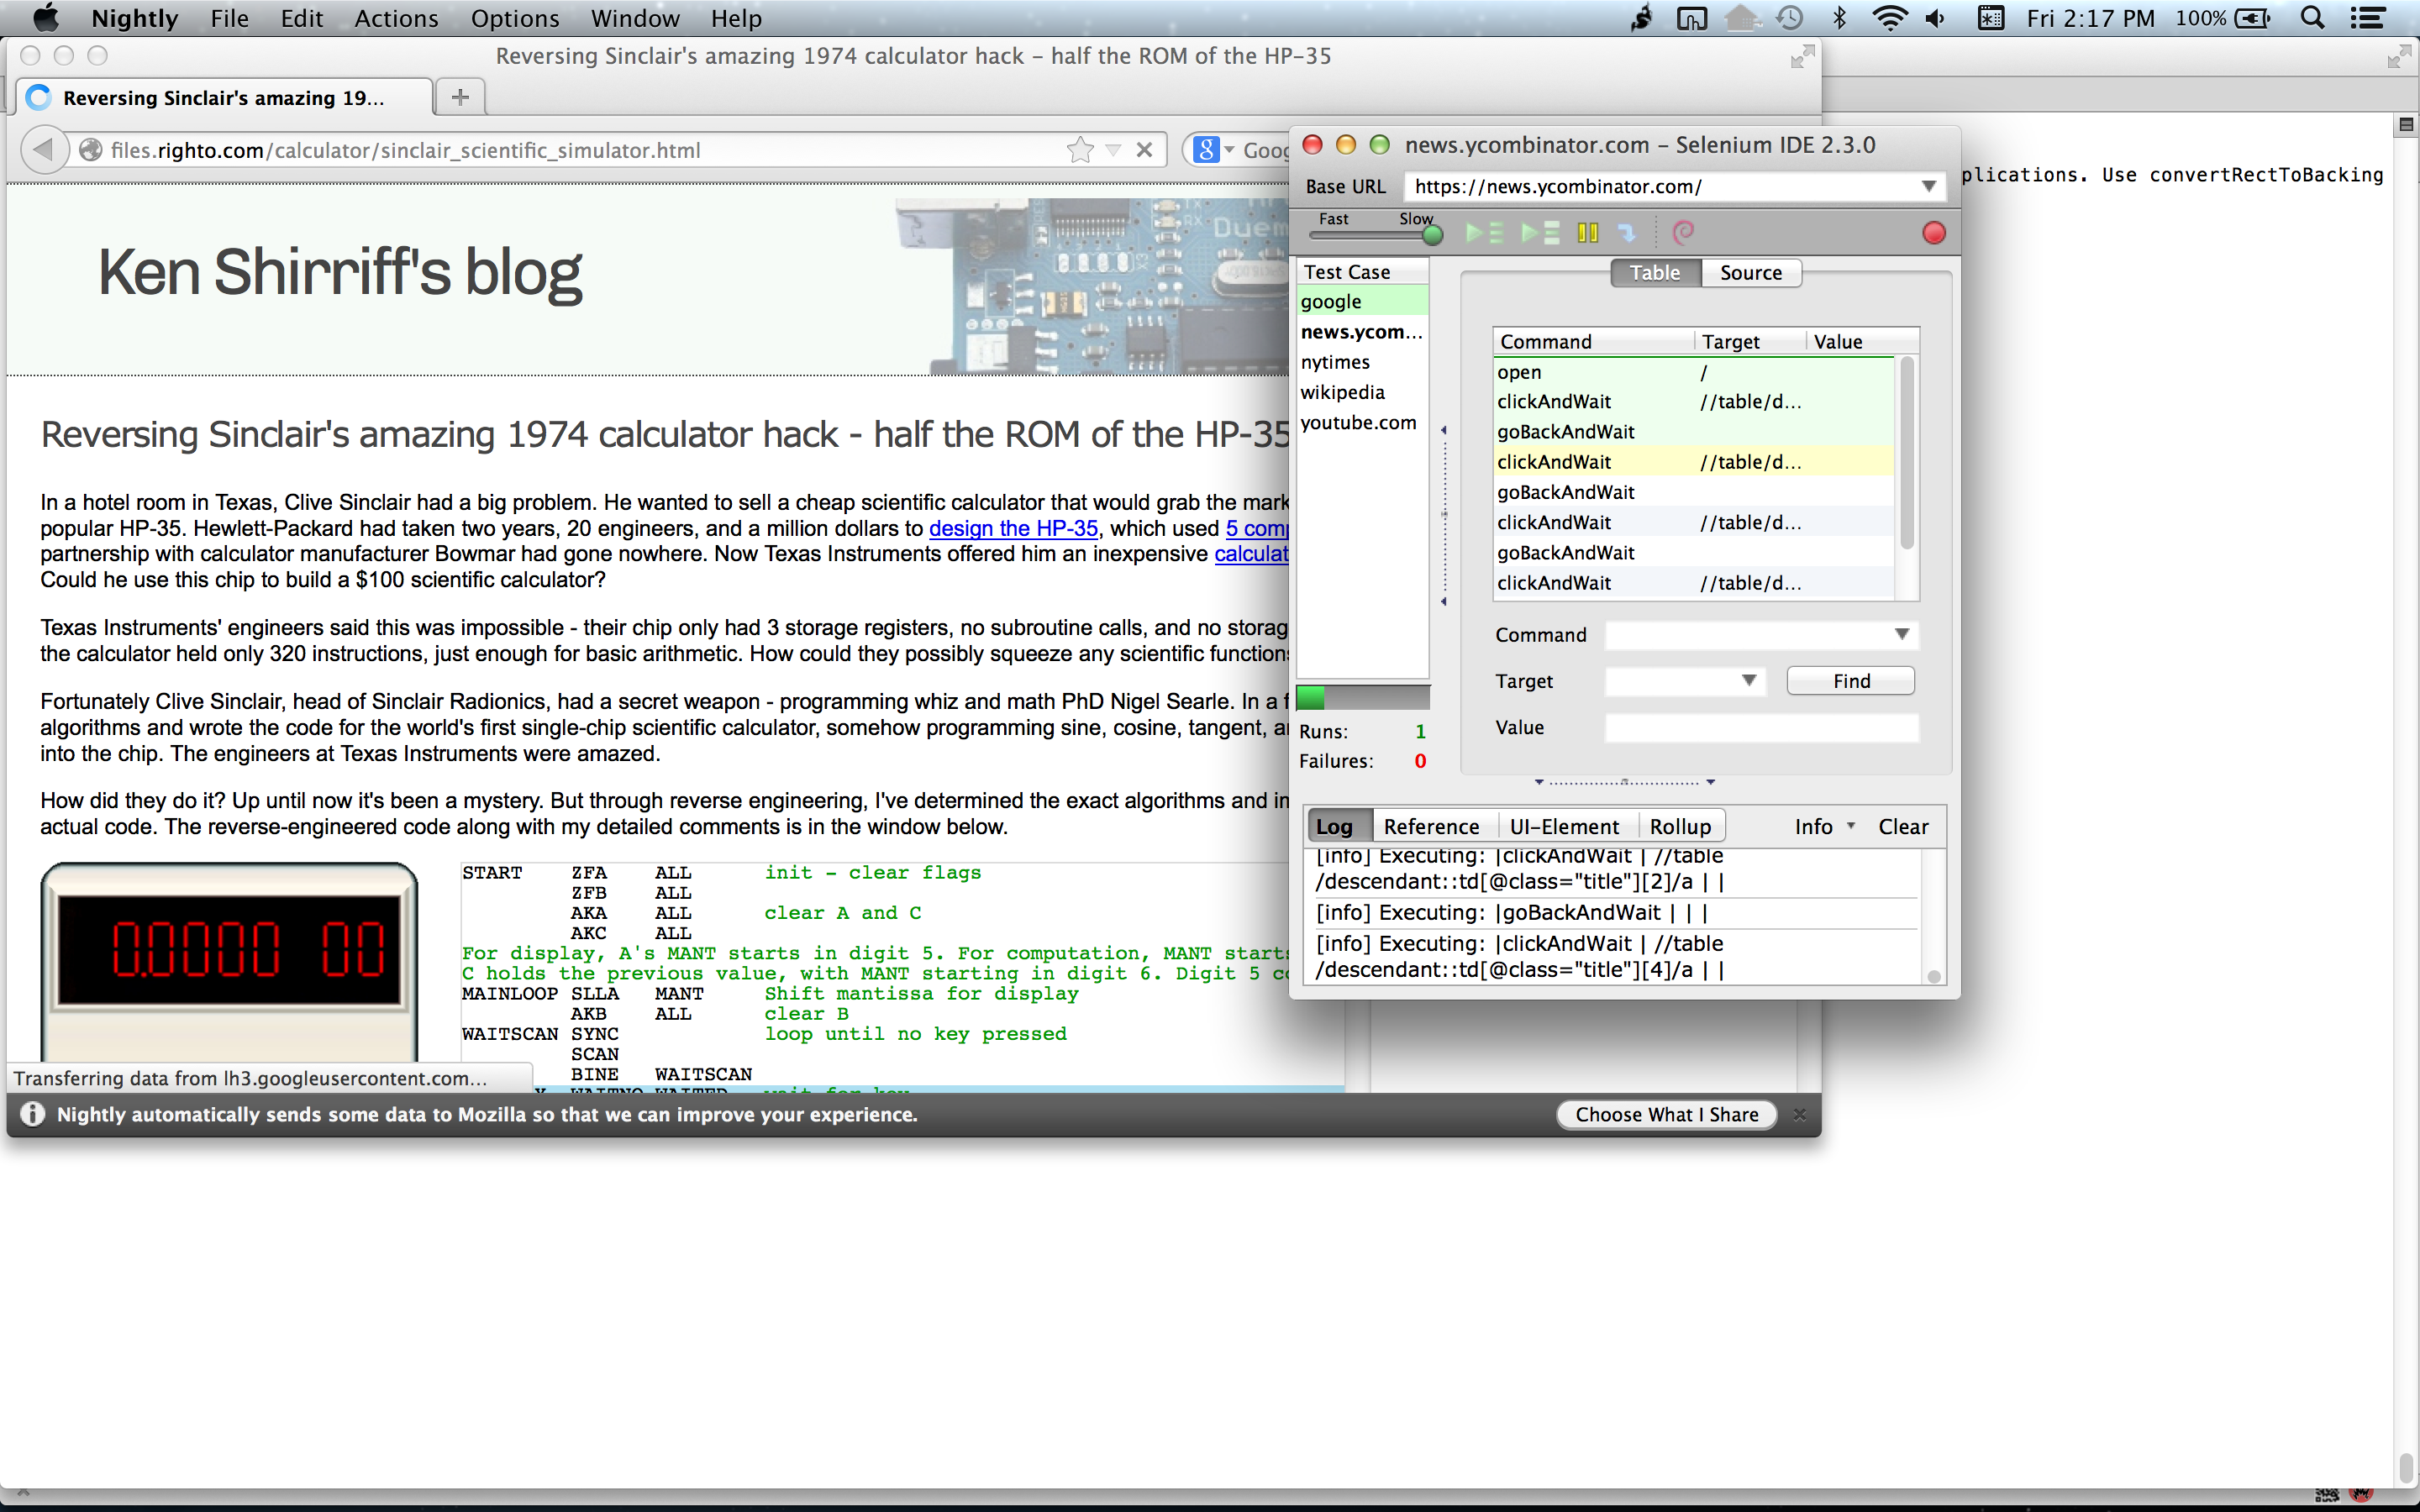 Nightly File Edit Actions Options Window Help Fri 2:17 PM 100%
Reversing Sinclair's amazing 1974 calculator hack – half the ROM of the HP-35
Reversing Sinclair's amazing 19...
files.righto.com/calculator/sinclair_scientific_simulator.html
Ken Shirriff's blog
Reversing Sinclair's amazing 1974 calculator hack - half the ROM of the HP-35
In a hotel room in Texas, Clive Sinclair had a big problem. He wanted to sell a cheap scientific calculator that would grab the
popular HP-35. Hewlett-Packard had taken two years, 20 engineers, and a million dollars to design the HP-35, which used 5
partnership with calculator manufacturer Bowmar had gone nowhere. Now Texas Instruments offered him an inexpensive
Could he use this chip to build a $100 scientific calculator?
Texas Instruments' engineers said this was impossible - their chip only had 3 storage registers, no subroutine calls, and no
the calculator held only 320 instructions, just enough for basic arithmetic. How could they possibly squeeze any scientific
Fortunately Clive Sinclair, head of Sinclair Radionics, had a secret weapon - programming whiz and math PhD Nigel Searle. In a
algorithms and wrote the code for the world's first single-chip scientific calculator, somehow programming sine, cosine, tangent,
into the chip. The engineers at Texas Instruments were amazed.
How did they do it? Up until now it's been a mystery. But through reverse engineering, I've determined the exact algorithms and
actual code. The reverse-engineered code along with my detailed comments is in the window below.
0.0000 00
START ZFA ALL init - clear flags
ZFB ALL
AKA ALL clear A and C
AKC ALL
For display, A's MANT starts in digit 5. For computation, MANT
C holds the previous value, with MANT starting in digit 6. Digit 5
MAINLOOP SLLA MANT Shift mantissa for display
AKB ALL clear B
WAITSCAN SYNC loop until no key pressed
SCAN
BINE WAITSCAN
Transferring data from lh3.googleusercontent.com...
Nightly automatically sends some data to Mozilla so that we can improve your experience.
Choose What I Share
news.ycombinator.com – Selenium IDE 2.3.0
Base URL https://news.ycombinator.com/
Fast Slow
Test Case
google
news.ycom...
nytimes
wikipedia
youtube.com
Runs: 1
Failures: 0
Table Source
Command Target Value
open /
clickAndWait //table/d...
goBackAndWait
clickAndWait //table/d...
goBackAndWait
clickAndWait //table/d...
goBackAndWait
clickAndWait //table/d...
Command
Target Find
Value
Log Reference UI-Element Rollup Info Clear
[info] Executing: |clickAndWait | //table
/descendant::td[@class="title"][2]/a | |
[info] Executing: |goBackAndWait | | |
[info] Executing: |clickAndWait | //table
/descendant::td[@class="title"][4]/a | |
plications. Use convertRectToBacking